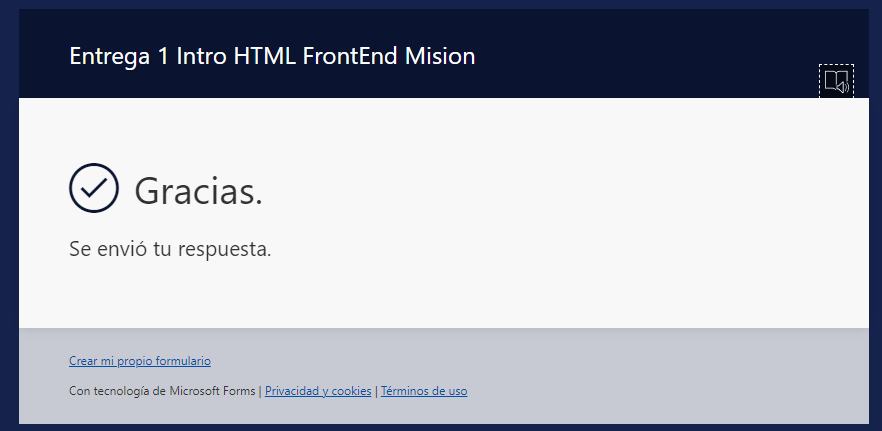 Entrega 1 Intro HTML FrontEnd Mision
Gracias.
Se envió tu respuesta.
Crear mi propio formulario
Con tecnología de Microsoft Forms | Privacidad y cookies | Términos de uso